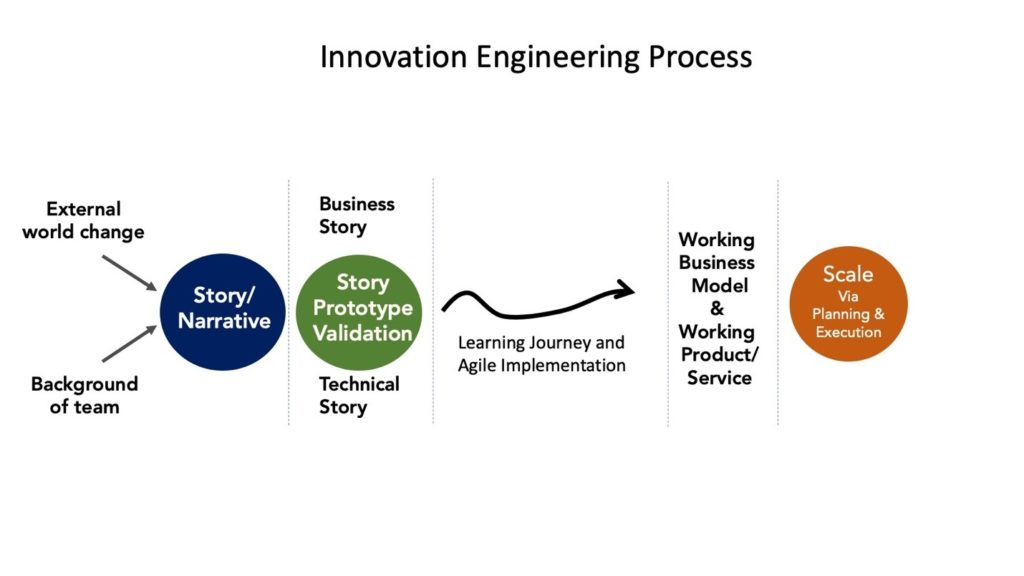 Innovation Engineering Process
External
world change
Background
of team
Story/
Narrative
Business
Story
Story
Prototype
Validation
Technical
Story
Learning Journey and
Agile Implementation
Working
Business
Model
&
Working
Product/
Service
Scale
Via
Planning &
Execution